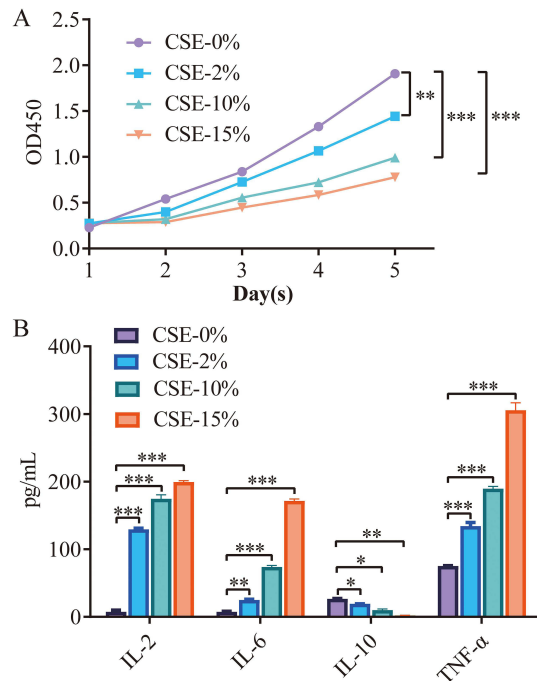 A
CSE-0%
CSE-2%
CSE-10%
CSE-15%
2.5
2.0
1.5
1.0
0.5
0.0
OD450
** *** ***
1 2 3 4 5
Day(s)
B
CSE-0%
CSE-2%
CSE-10%
CSE-15%
400
300
200
100
0
pg/mL
***
***
***
***
***
**
**
*
*
***
***
***
IL-2 IL-6 IL-10 TNF-α